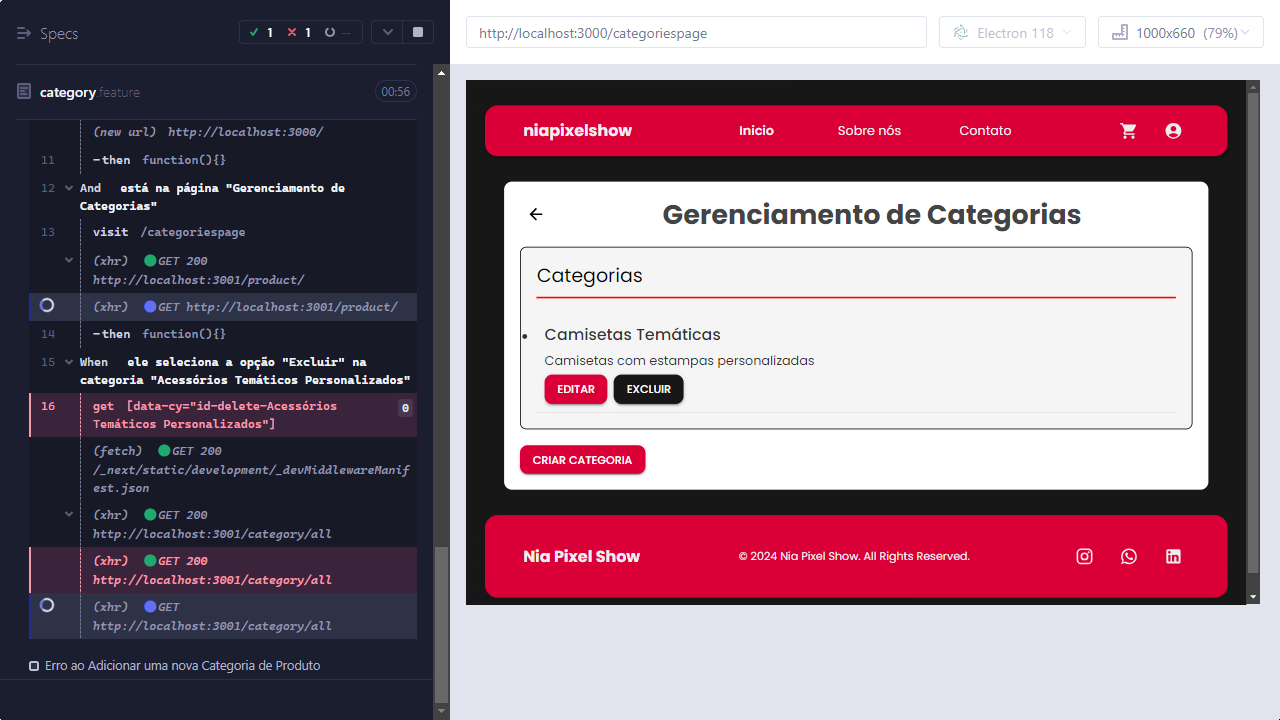 Specs
1
1
--
category.feature
00:56
(new url) http://localhost:3000/
11 -then function(){}
12 And está na página "Gerenciamento de
Categorias"
13 visit /categoriespage
(xhr) GET 200
http://localhost:3001/product/
(xhr) GET http://localhost:3001/product/
14 -then function(){}
15 When ele seleciona a opção "Excluir" na
categoria "Acessórios Temáticos Personalizados"
16 get [data-cy="id-delete-Acessórios 0
Temáticos Personalizados"]
(fetch) GET 200
/_next/static/development/_devMiddlewareManif
est.json
(xhr) GET 200
http://localhost:3001/category/all
(xhr) GET 200
http://localhost:3001/category/all
(xhr) GET
http://localhost:3001/category/all
Erro ao Adicionar uma nova Categoria de Produto
http://localhost:3000/categoriespage
Electron 118
1000x660 (79%)
niapixelshow
Inicio
Sobre nós
Contato
Gerenciamento de Categorias
Categorias
Camisetas Temáticas
Camisetas com estampas personalizadas
EDITAR
EXCLUIR
CRIAR CATEGORIA
Nia Pixel Show
© 2024 Nia Pixel Show. All Rights Reserved.